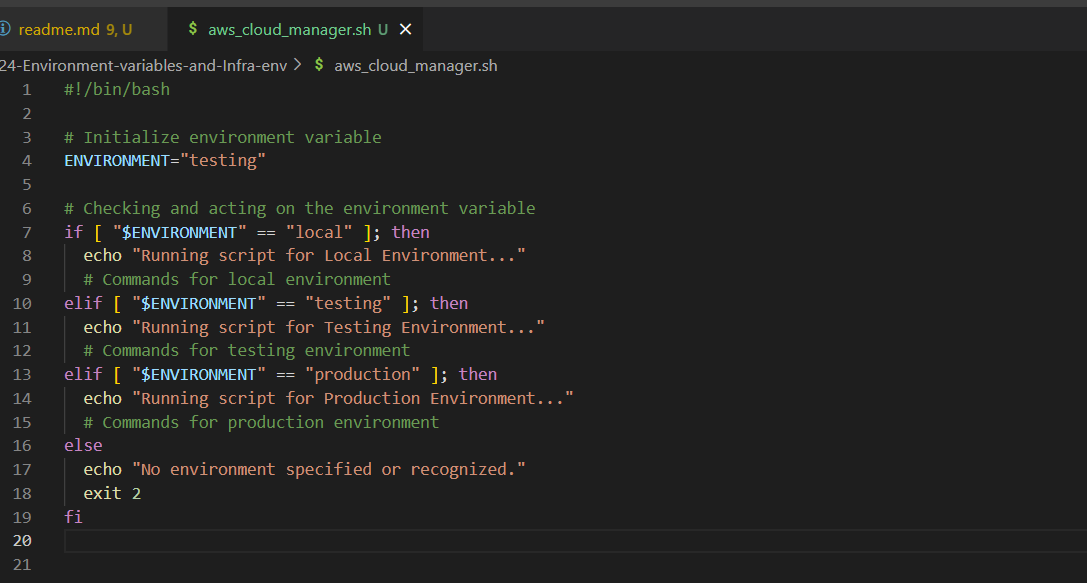 readme.md 9, U
$ aws_cloud_manager.sh U ×
24-Environment-variables-and-Infra-env > $ aws_cloud_manager.sh
1 #!/bin/bash
2
3 # Initialize environment variable
4 ENVIRONMENT="testing"
5
6 # Checking and acting on the environment variable
7 if [ "$ENVIRONMENT" == "local" ]; then
8 echo "Running script for Local Environment..."
9 # Commands for local environment
10 elif [ "$ENVIRONMENT" == "testing" ]; then
11 echo "Running script for Testing Environment..."
12 # Commands for testing environment
13 elif [ "$ENVIRONMENT" == "production" ]; then
14 echo "Running script for Production Environment..."
15 # Commands for production environment
16 else
17 echo "No environment specified or recognized."
18 exit 2
19 fi
20
21